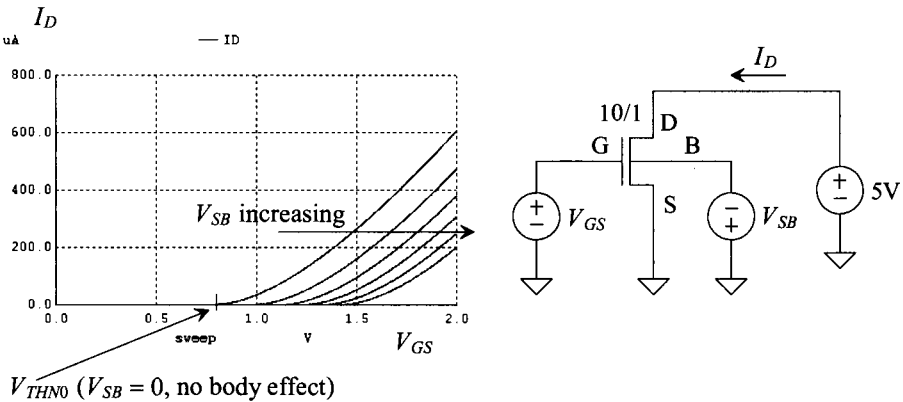 I_D
uA
— ID
800.0
600.0
400.0
200.0
0.0
0.0 0.5 1.0 1.5 2.0
sweep V V_GS
V_SB increasing
V_THN0 (V_SB = 0, no body effect)
I_D
10/1
D
G B
S
+
−
V_GS
−
+
V_SB
+
−
5V